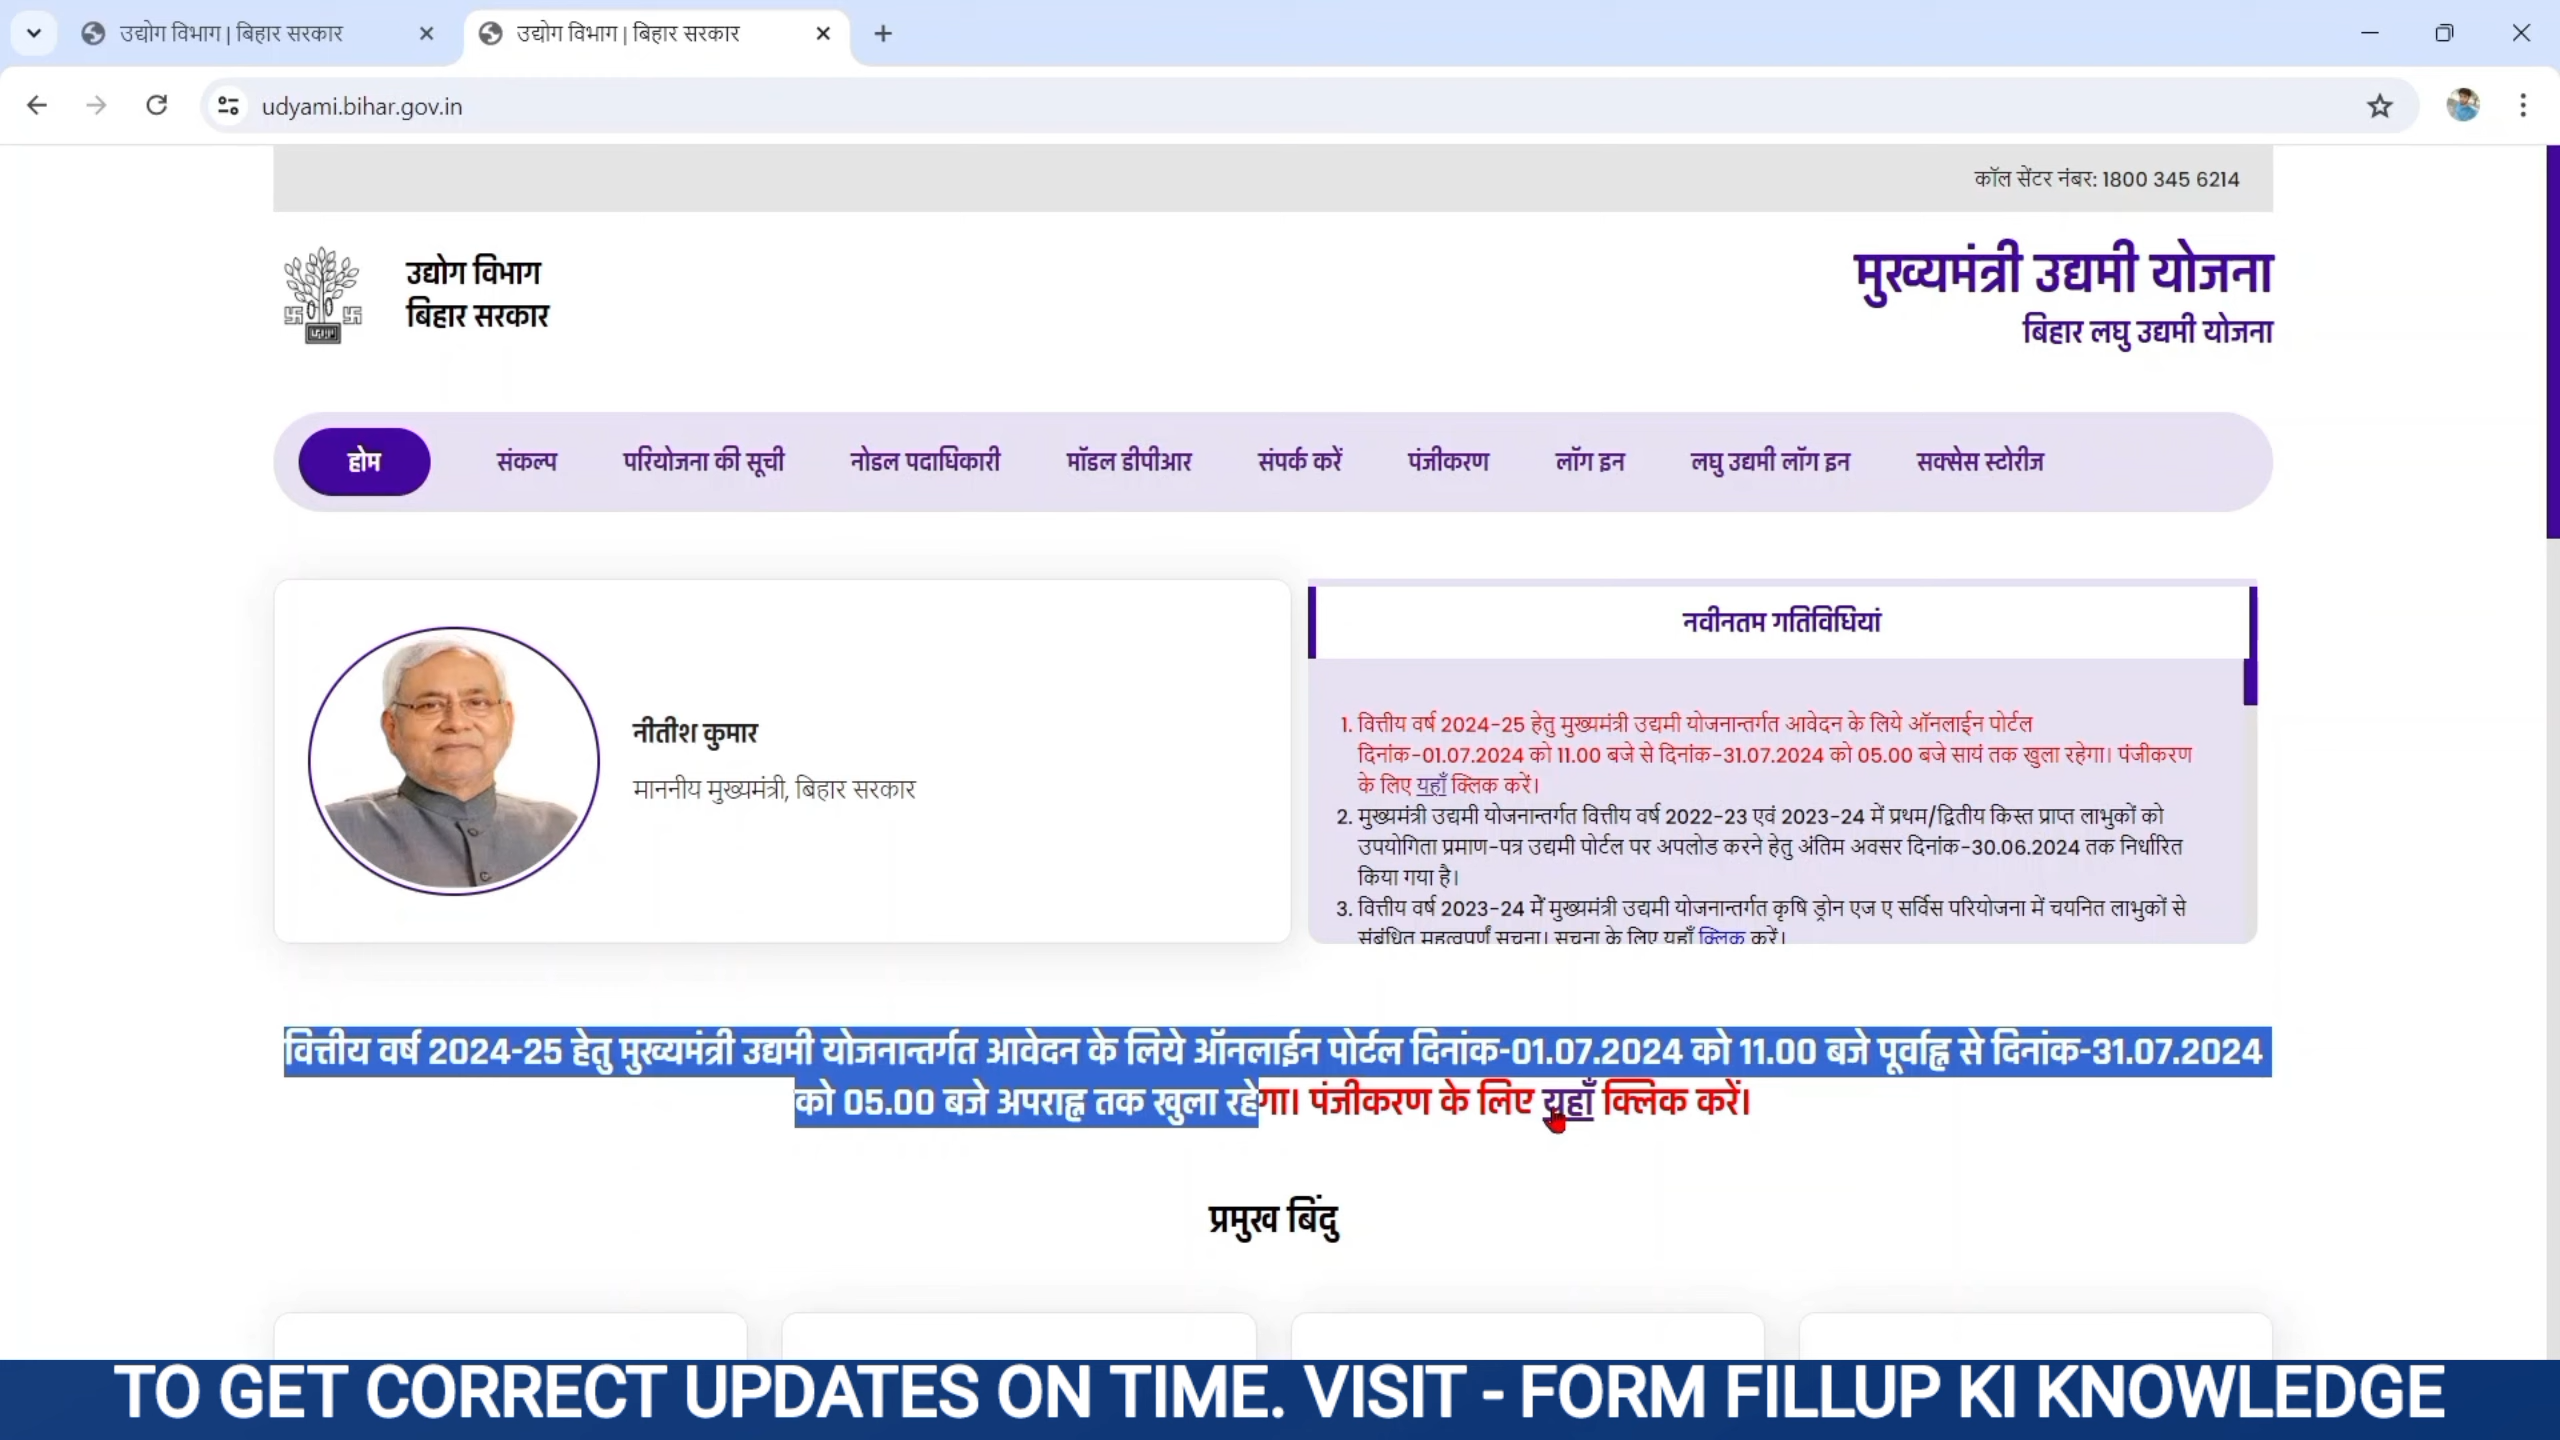 उद्योग विभाग | बिहार सरकार
उद्योग विभाग | बिहार सरकार
udyami.bihar.gov.in
कॉल सेंटर नंबर: 1800 345 6214
उद्योग विभाग
बिहार सरकार
मुख्यमंत्री उद्यमी योजना
बिहार लघु उद्यमी योजना
होम संकल्प परियोजना की सूची नोडल पदाधिकारी मॉडल डीपीआर संपर्क करें पंजीकरण लॉग इन लघु उद्यमी लॉग इन सक्सेस स्टोरीज
नीतीश कुमार
माननीय मुख्यमंत्री, बिहार सरकार
नवीनतम गतिविधियां
1. वित्तीय वर्ष 2024-25 हेतु मुख्यमंत्री उद्यमी योजनान्तर्गत आवेदन के लिये ऑनलाईन पोर्टल
दिनांक-01.07.2024 को 11.00 बजे से दिनांक-31.07.2024 को 05.00 बजे सायं तक खुला रहेगा। पंजीकरण
के लिए यहाँ क्लिक करें।
2. मुख्यमंत्री उद्यमी योजनान्तर्गत वित्तीय वर्ष 2022-23 एवं 2023-24 में प्रथम/द्वितीय किस्त प्राप्त लाभुकों को
उपयोगिता प्रमाण-पत्र उद्यमी पोर्टल पर अपलोड करने हेतु अंतिम अवसर दिनांक-30.06.2024 तक निर्धारित
किया गया है।
3. वित्तीय वर्ष 2023-24 में मुख्यमंत्री उद्यमी योजनान्तर्गत कृषि ड्रोन एज ए सर्विस परियोजना में चयनित लाभुकों से
संबंधित महत्वपूर्ण सूचना। सूचना के लिए यहाँ क्लिक करें।
वित्तीय वर्ष 2024-25 हेतु मुख्यमंत्री उद्यमी योजनान्तर्गत आवेदन के लिये ऑनलाईन पोर्टल दिनांक-01.07.2024 को 11.00 बजे पूर्वाह्न से दिनांक-31.07.2024
को 05.00 बजे अपराह्न तक खुला रहेगा। पंजीकरण के लिए यहाँ क्लिक करें।
प्रमुख बिंदु
TO GET CORRECT UPDATES ON TIME. VISIT - FORM FILLUP KI KNOWLEDGE